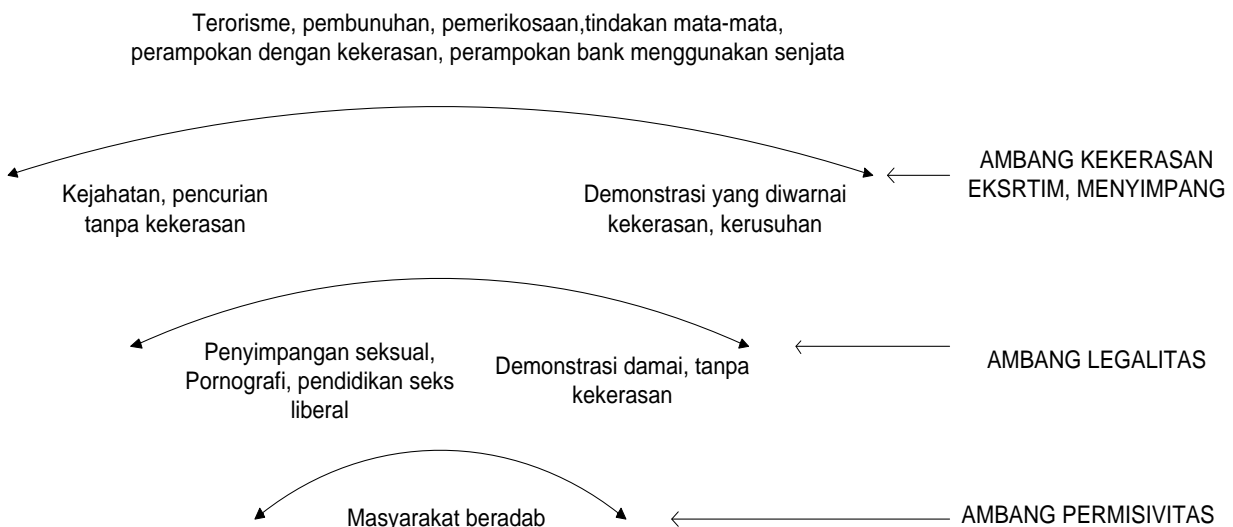 Terorisme, pembunuhan, pemerikosaan,tindakan mata-mata,
perampokan dengan kekerasan, perampokan bank menggunakan senjata
AMBANG KEKERASAN
EKSRTIM, MENYIMPANG
Kejahatan, pencurian
tanpa kekerasan
Demonstrasi yang diwarnai
kekerasan, kerusuhan
AMBANG LEGALITAS
Penyimpangan seksual,
Pornografi, pendidikan seks
liberal
Demonstrasi damai, tanpa
kekerasan
Masyarakat beradab
AMBANG PERMISIVITAS